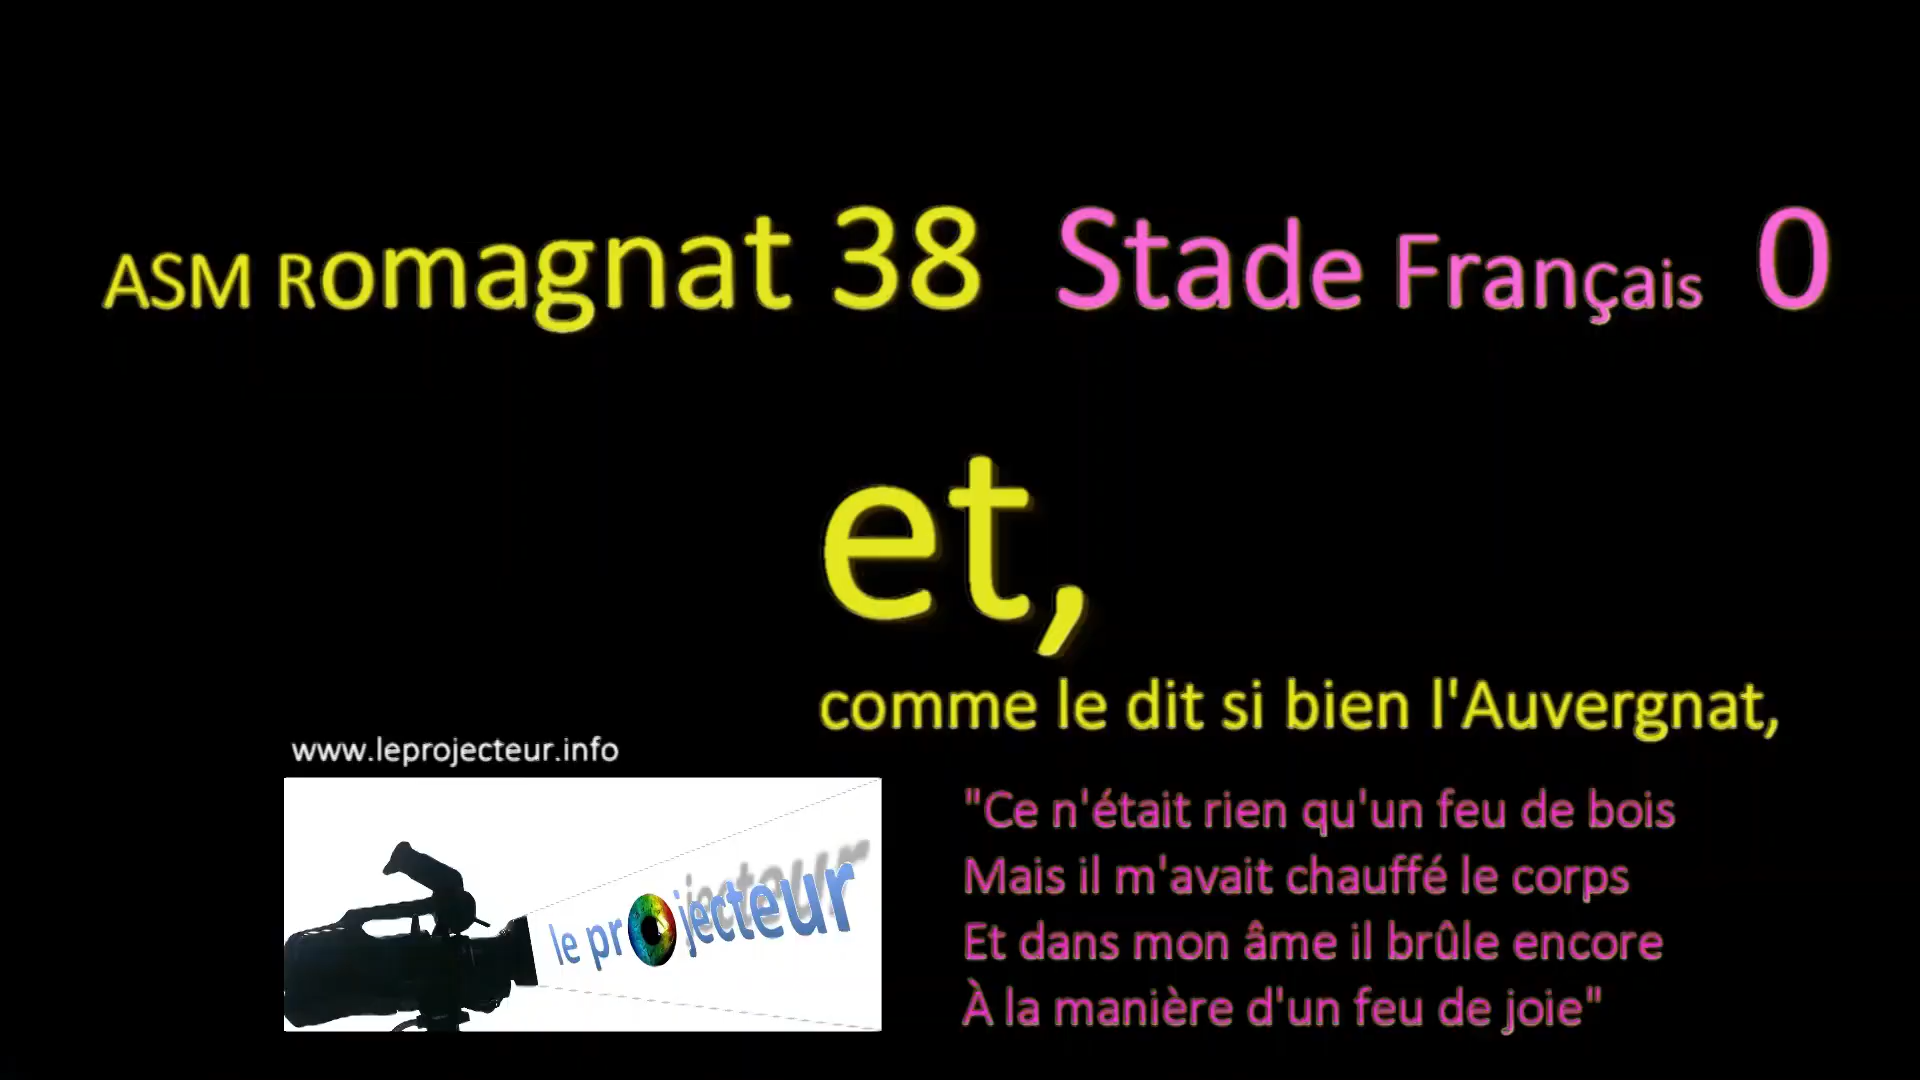 ASM Romagnat 38 Stade Français 0
et,
comme le dit si bien l'Auvergnat,
www.leprojecteur.info
le projecteur
"Ce n'était rien qu'un feu de bois
Mais il m'avait chauffé le corps
Et dans mon âme il brûle encore
À la manière d'un feu de joie"